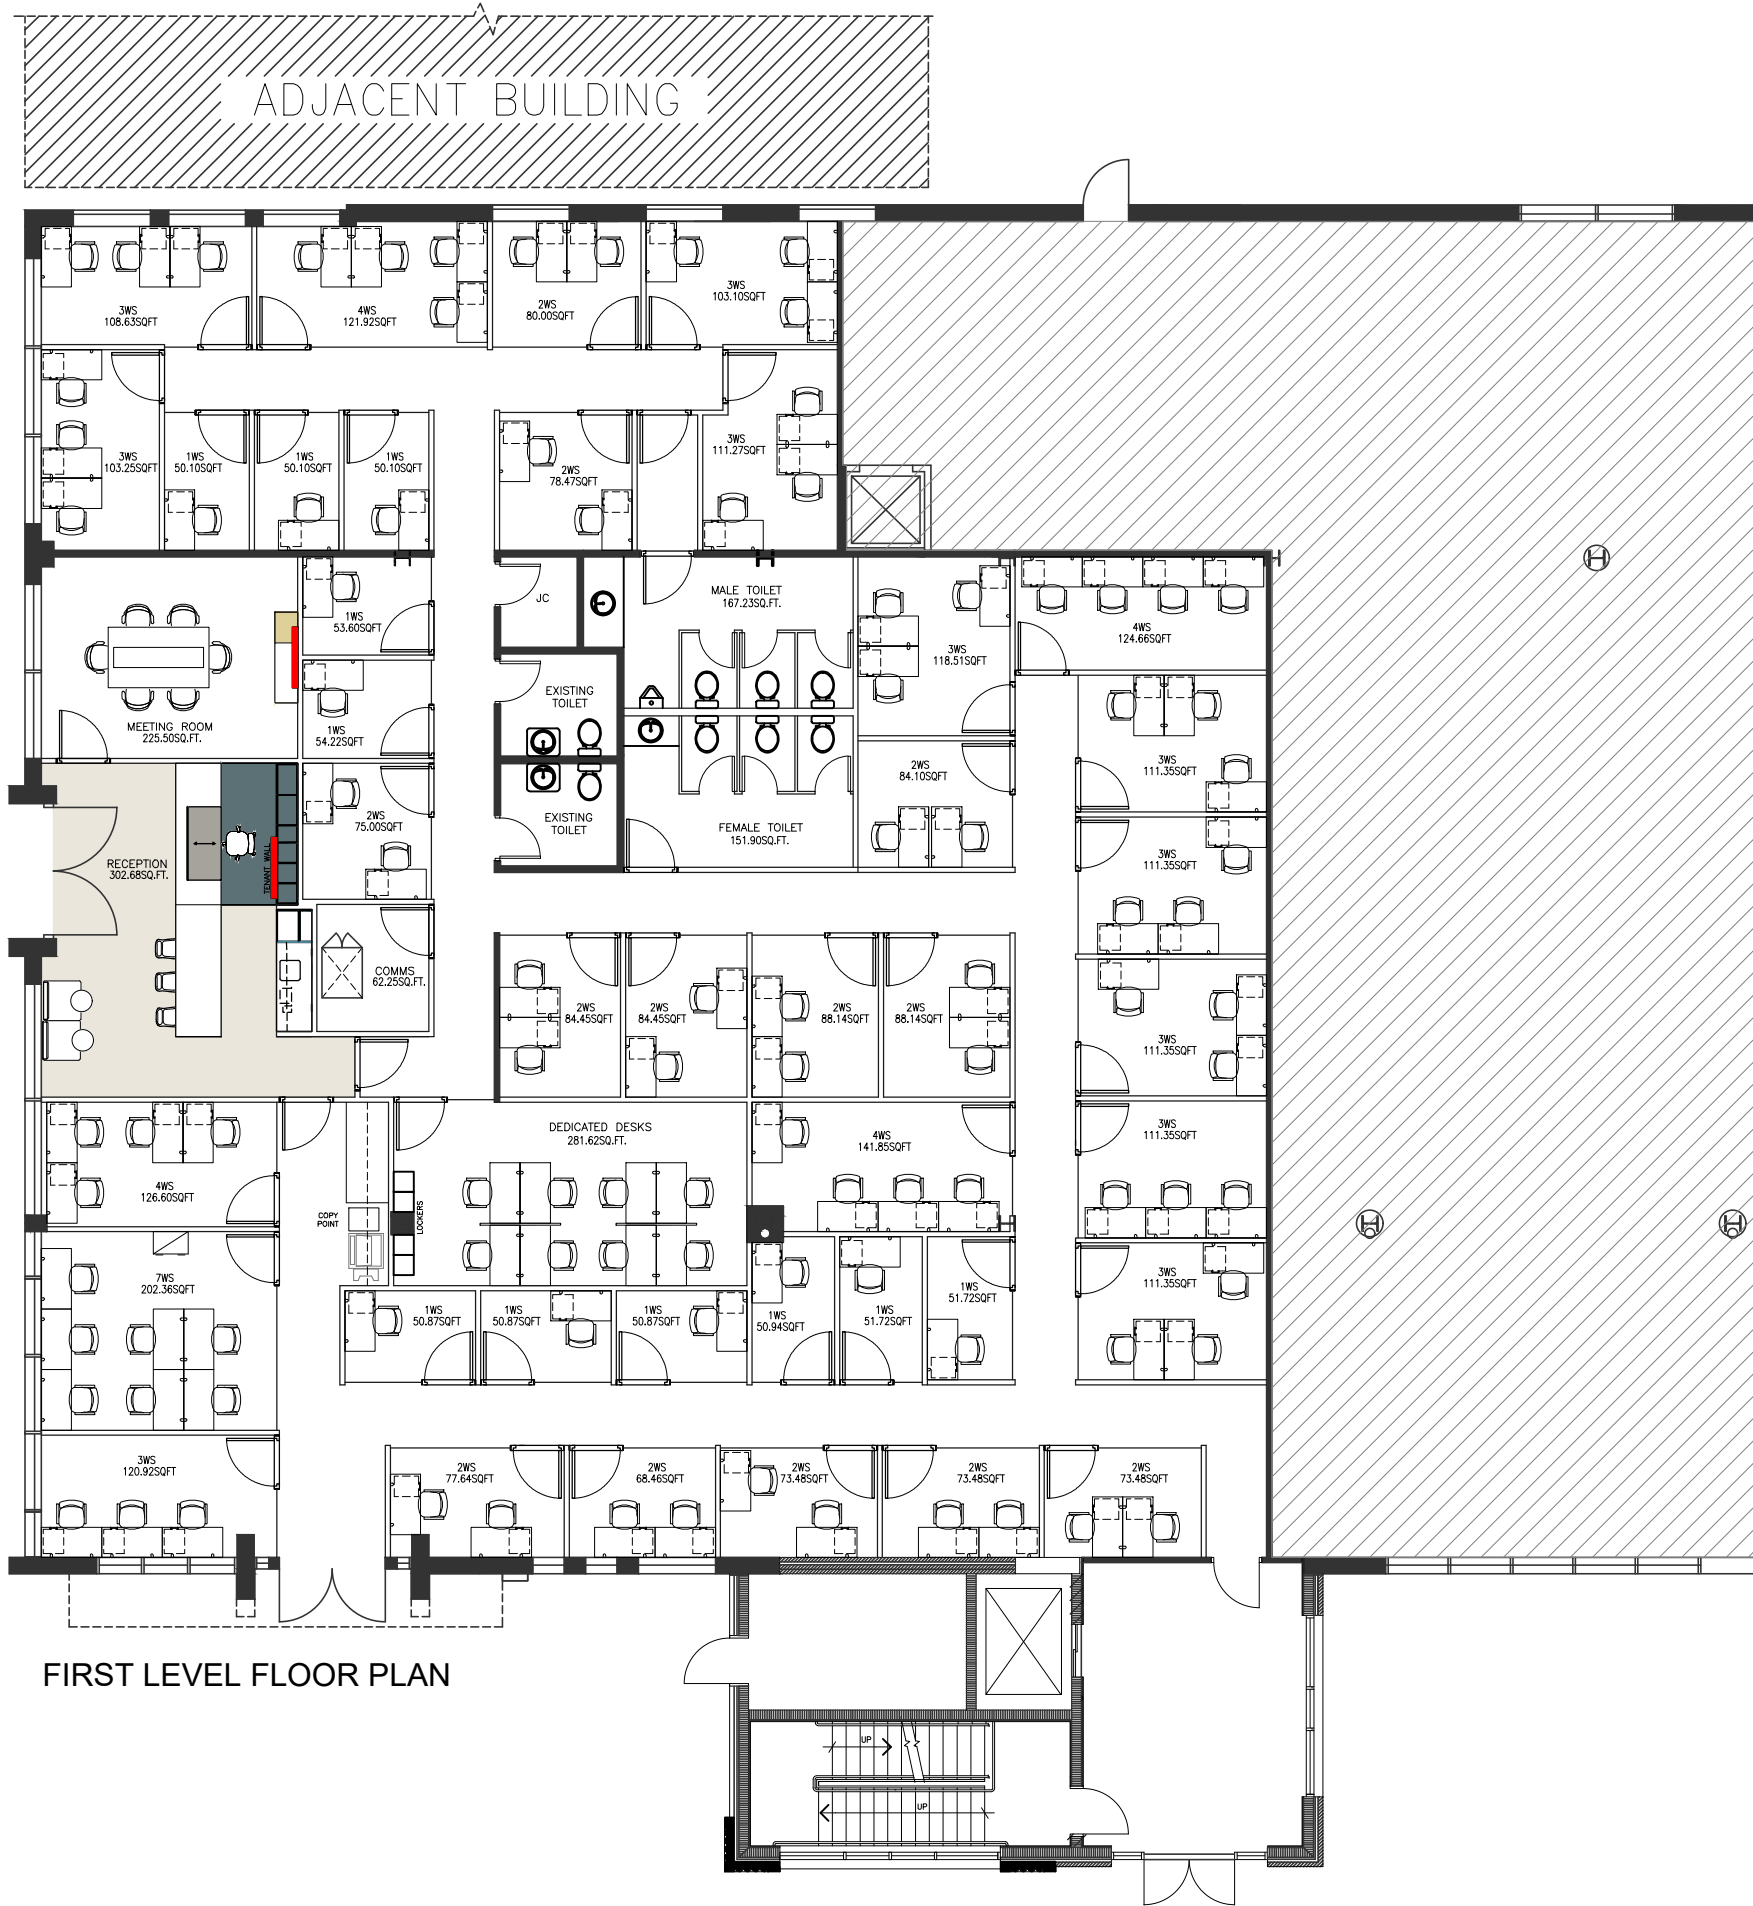 ADJACENT BUILDING
3WS
108.63SQFT
4WS
121.92SQFT
2WS
80.00SQFT
3WS
103.10SQFT
3WS
103.25SQFT
1WS
50.10SQFT
1WS
50.10SQFT
1WS
50.10SQFT
2WS
78.47SQFT
3WS
111.27SQFT
MEETING ROOM
225.50SQ.FT.
1WS
53.60SQFT
1WS
54.22SQFT
JC
MALE TOILET
167.23SQ.FT.
3WS
118.51SQFT
4WS
124.66SQFT
EXISTING
TOILET
EXISTING
TOILET
FEMALE TOILET
151.90SQ.FT.
2WS
84.10SQFT
3WS
111.35SQFT
RECEPTION
302.68SQ.FT.
TENANT WALL
2WS
75.00SQFT
3WS
111.35SQFT
COMMS
62.25SQ.FT.
2WS
84.45SQFT
2WS
84.45SQFT
2WS
88.14SQFT
2WS
88.14SQFT
3WS
111.35SQFT
4WS
126.60SQFT
COPY
POINT
LOCKERS
DEDICATED DESKS
281.62SQ.FT.
4WS
141.85SQFT
3WS
111.35SQFT
7WS
202.36SQFT
1WS
50.87SQFT
1WS
50.87SQFT
1WS
50.87SQFT
1WS
50.94SQFT
1WS
51.72SQFT
1WS
51.72SQFT
3WS
111.35SQFT
3WS
120.92SQFT
2WS
77.64SQFT
2WS
68.46SQFT
2WS
73.48SQFT
2WS
73.48SQFT
2WS
73.48SQFT
FIRST LEVEL FLOOR PLAN
UP
UP